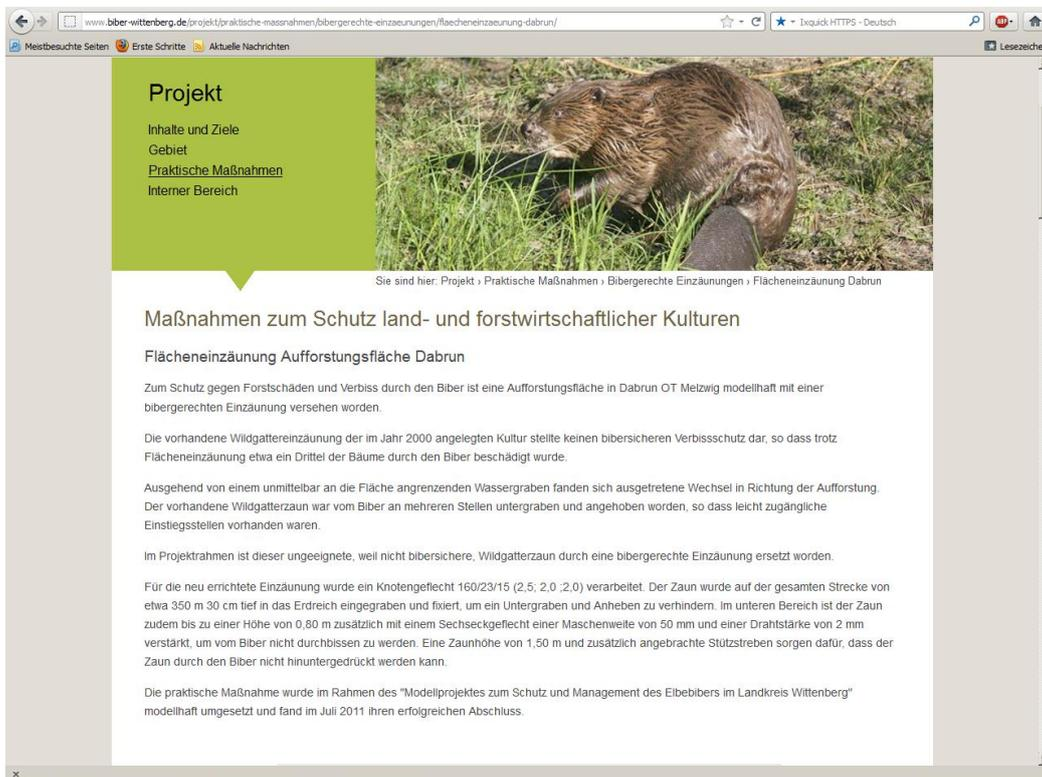 www.biber-wittenberg.de/projekt/praktische-massnahmen/bibergerechte-einzaeunungen/flaecheneinzaeunung-dabrun/
Ixquick HTTPS - Deutsch
ABP
Meistbesuchte Seiten Erste Schritte Aktuelle Nachrichten
Lesezeiche
Projekt
Inhalte und Ziele
Gebiet
Praktische Maßnahmen
Interner Bereich
Sie sind hier: Projekt › Praktische Maßnahmen › Bibergerechte Einzäunungen › Flächeneinzäunung Dabrun
Maßnahmen zum Schutz land- und forstwirtschaftlicher Kulturen
Flächeneinzäunung Aufforstungsfläche Dabrun
Zum Schutz gegen Forstschäden und Verbiss durch den Biber ist eine Aufforstungsfläche in Dabrun OT Melzwig modellhaft mit einer
bibergerechten Einzäunung versehen worden.
Die vorhandene Wildgattereinzäunung der im Jahr 2000 angelegten Kultur stellte keinen bibersicheren Verbissschutz dar, so dass trotz
Flächeneinzäunung etwa ein Drittel der Bäume durch den Biber beschädigt wurde.
Ausgehend von einem unmittelbar an die Fläche angrenzenden Wassergraben fanden sich ausgetretene Wechsel in Richtung der Aufforstung.
Der vorhandene Wildgatterzaun war vom Biber an mehreren Stellen untergraben und angehoben worden, so dass leicht zugängliche
Einstiegsstellen vorhanden waren.
Im Projektrahmen ist dieser ungeeignete, weil nicht bibersichere, Wildgatterzaun durch eine bibergerechte Einzäunung ersetzt worden.
Für die neu errichtete Einzäunung wurde ein Knotengeflecht 160/23/15 (2,5; 2,0 ;2,0) verarbeitet. Der Zaun wurde auf der gesamten Strecke von
etwa 350 m 30 cm tief in das Erdreich eingegraben und fixiert, um ein Untergraben und Anheben zu verhindern. Im unteren Bereich ist der Zaun
zudem bis zu einer Höhe von 0,80 m zusätzlich mit einem Sechseckgeflecht einer Maschenweite von 50 mm und einer Drahtstärke von 2 mm
verstärkt, um vom Biber nicht durchbissen zu werden. Eine Zaunhöhe von 1,50 m und zusätzlich angebrachte Stützstreben sorgen dafür, dass der
Zaun durch den Biber nicht hinuntergedrückt werden kann.
Die praktische Maßnahme wurde im Rahmen des "Modellprojektes zum Schutz und Management des Elbebibers im Landkreis Wittenberg"
modellhaft umgesetzt und fand im Juli 2011 ihren erfolgreichen Abschluss.